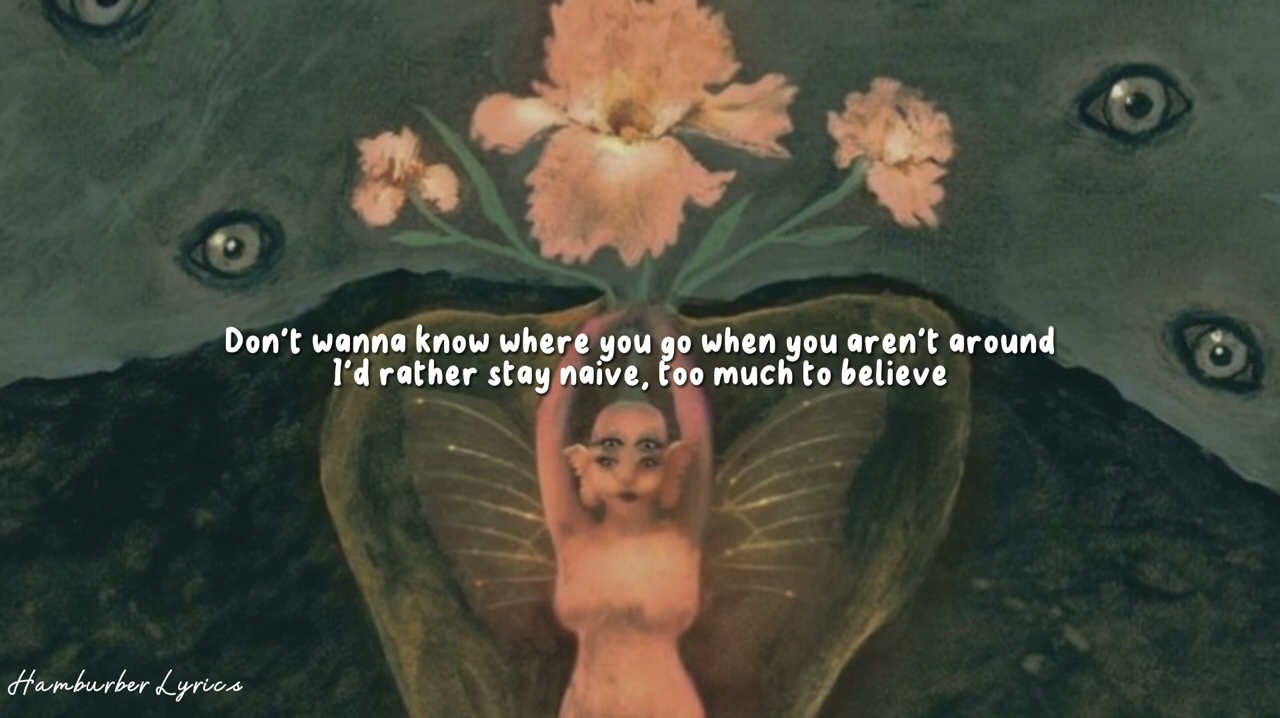 Don't wanna know where you go when you aren't around
I'd rather stay naive, too much to believe
Hamburber Lyrics